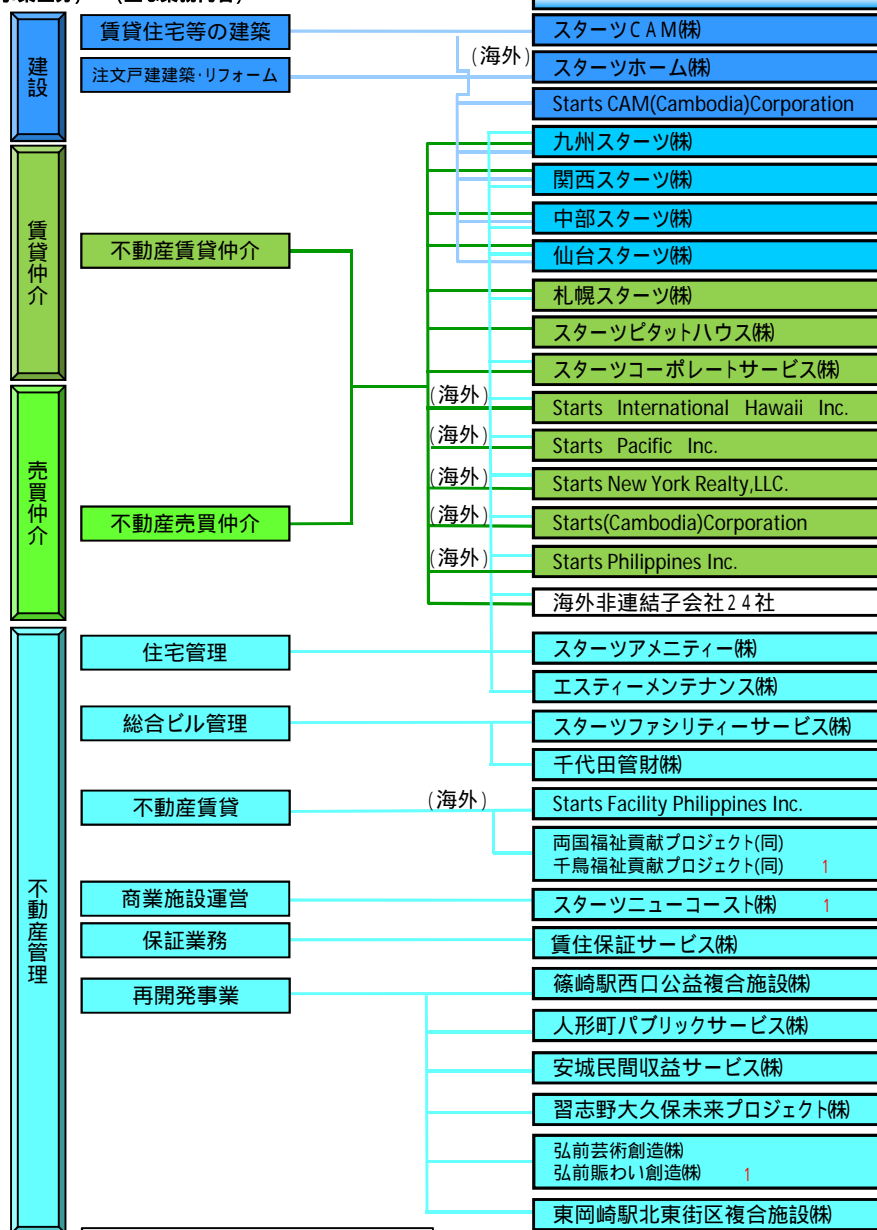 建設
賃貸住宅等の建築
注文戸建建築・リフォーム
(海外)
スターツＣＡＭ㈱
スターツホーム㈱
Starts CAM(Cambodia)Corporation
九州スターツ㈱
関西スターツ㈱
中部スターツ㈱
仙台スターツ㈱
賃貸仲介
不動産賃貸仲介
札幌スターツ㈱
スターツピタットハウス㈱
スターツコーポレートサービス㈱
(海外)
Starts International Hawaii Inc.
(海外)
Starts Pacific Inc.
売買仲介
不動産売買仲介
(海外)
Starts New York Realty,LLC.
(海外)
Starts(Cambodia)Corporation
(海外)
Starts Philippines Inc.
海外非連結子会社２４社
不動産管理
住宅管理
スターツアメニティー㈱
エスティーメンテナンス㈱
総合ビル管理
スターツファシリティーサービス㈱
千代田管財㈱
不動産賃貸
(海外)
Starts Facility Philippines Inc.
両国福祉貢献プロジェクト(同)
千鳥福祉貢献プロジェクト(同) 1
商業施設運営
スターツニューコースト㈱ 1
保証業務
賃住保証サービス㈱
再開発事業
篠崎駅西口公益複合施設㈱
人形町パブリックサービス㈱
安城民間収益サービス㈱
習志野大久保未来プロジェクト㈱
弘前芸術創造㈱
弘前賑わい創造㈱ 1
東岡崎駅北東街区複合施設㈱